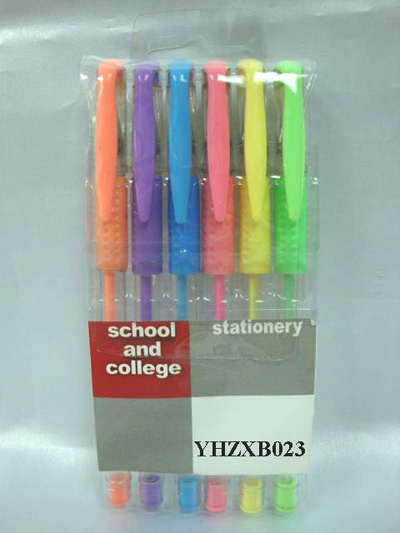 school
and
college
stationery
YHZXB023